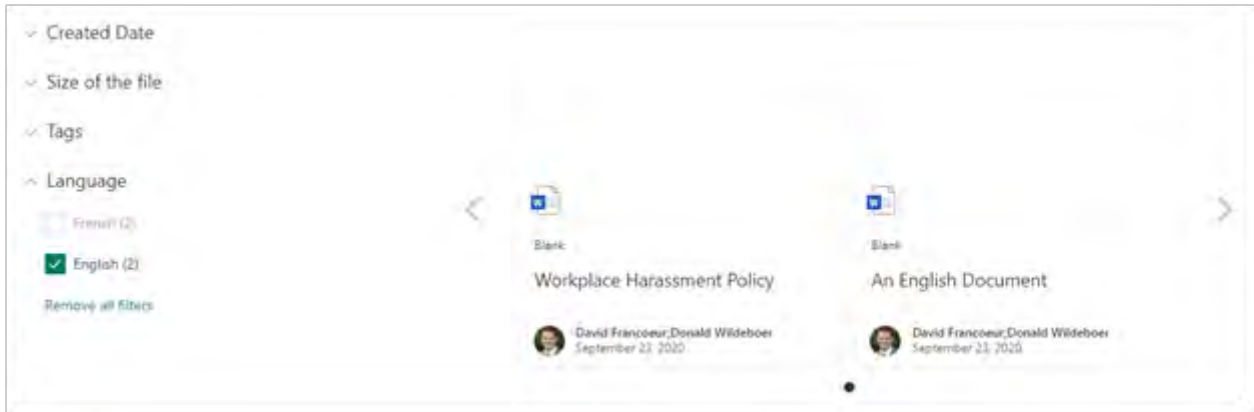 Created Date
Size of the file
Tags
Language
French (2)
English (2)
Remove all filters
W
Blank
Workplace Harassment Policy
David Francoeur;Donald Wildeboer
September 23, 2020
W
Blank
An English Document
David Francoeur;Donald Wildeboer
September 23, 2020